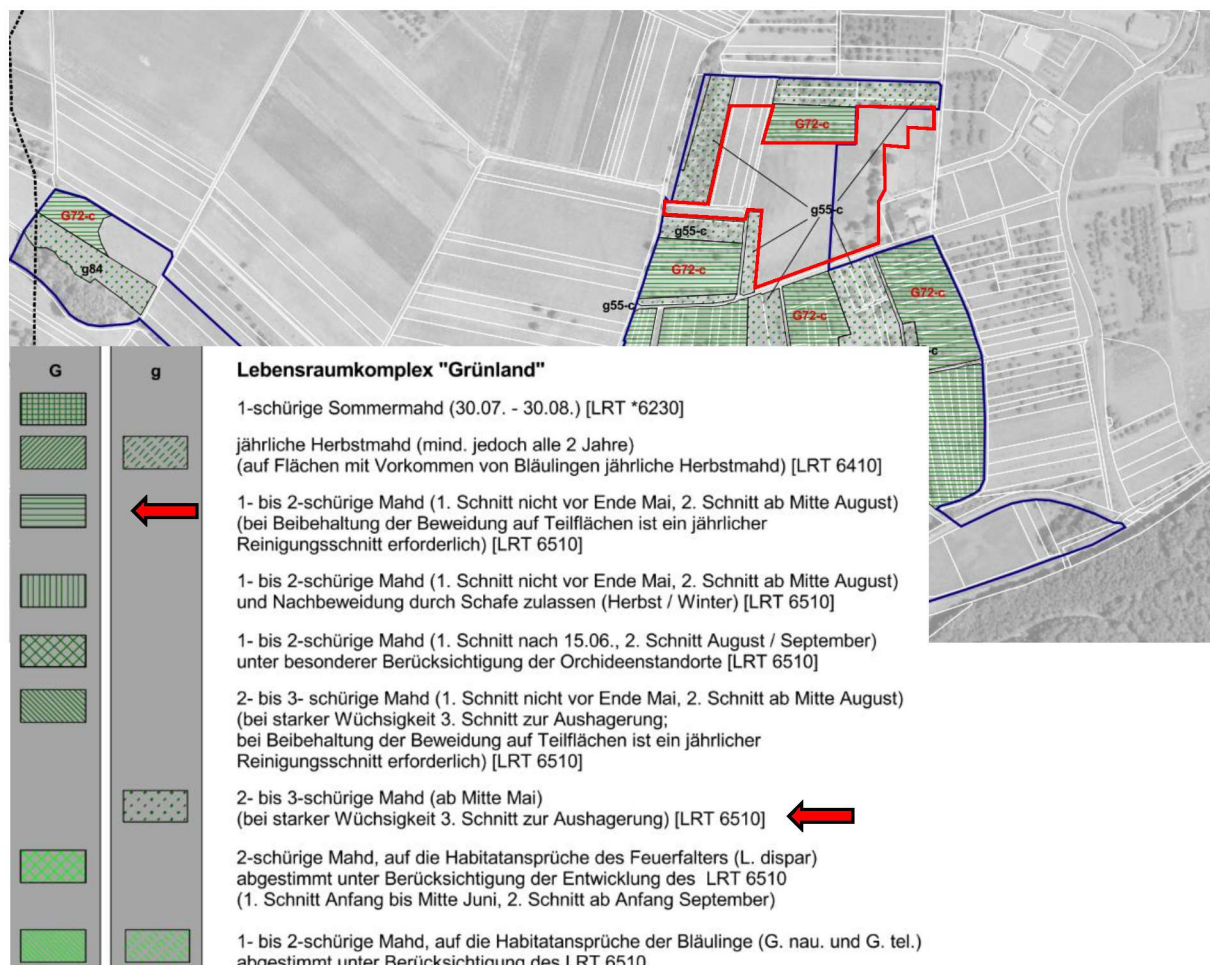 G72-c
g55-c
g55-c
G72-c
G72-c
g84
G72-c
g55-c
G72-c
-c
G
g
Lebensraumkomplex "Grünland"
1-schürige Sommermahd (30.07. - 30.08.) [LRT *6230]
jährliche Herbstmahd (mind. jedoch alle 2 Jahre)
(auf Flächen mit Vorkommen von Bläulingen jährliche Herbstmahd) [LRT 6410]
1- bis 2-schürige Mahd (1. Schnitt nicht vor Ende Mai, 2. Schnitt ab Mitte August)
(bei Beibehaltung der Beweidung auf Teilflächen ist ein jährlicher
Reinigungsschnitt erforderlich) [LRT 6510]
1- bis 2-schürige Mahd (1. Schnitt nicht vor Ende Mai, 2. Schnitt ab Mitte August)
und Nachbeweidung durch Schafe zulassen (Herbst / Winter) [LRT 6510]
1- bis 2-schürige Mahd (1. Schnitt nach 15.06., 2. Schnitt August / September)
unter besonderer Berücksichtigung der Orchideenstandorte [LRT 6510]
2- bis 3- schürige Mahd (1. Schnitt nicht vor Ende Mai, 2. Schnitt ab Mitte August)
(bei starker Wüchsigkeit 3. Schnitt zur Aushagerung;
bei Beibehaltung der Beweidung auf Teilflächen ist ein jährlicher
Reinigungsschnitt erforderlich) [LRT 6510]
2- bis 3-schürige Mahd (ab Mitte Mai)
(bei starker Wüchsigkeit 3. Schnitt zur Aushagerung) [LRT 6510]
2-schürige Mahd, auf die Habitatansprüche des Feuerfalters (L. dispar)
abgestimmt unter Berücksichtigung der Entwicklung des LRT 6510
(1. Schnitt Anfang bis Mitte Juni, 2. Schnitt ab Anfang September)
1- bis 2-schürige Mahd, auf die Habitatansprüche der Bläulinge (G. nau. und G. tel.)
abgestimmt unter Berücksichtigung des LRT 6510